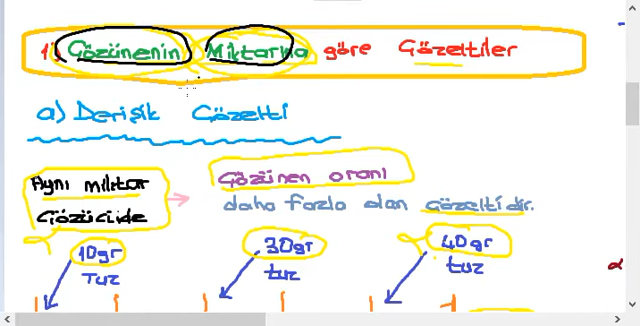 1) Çözünenin Miktarına göre Çözeltiler
a) Derişik Çözelti
Aynı miktar
Çözücüde
Çözünen oranı
daha fazla olan çözeltidir.
10gr
Tuz
30gr
tuz
40gr
tuz